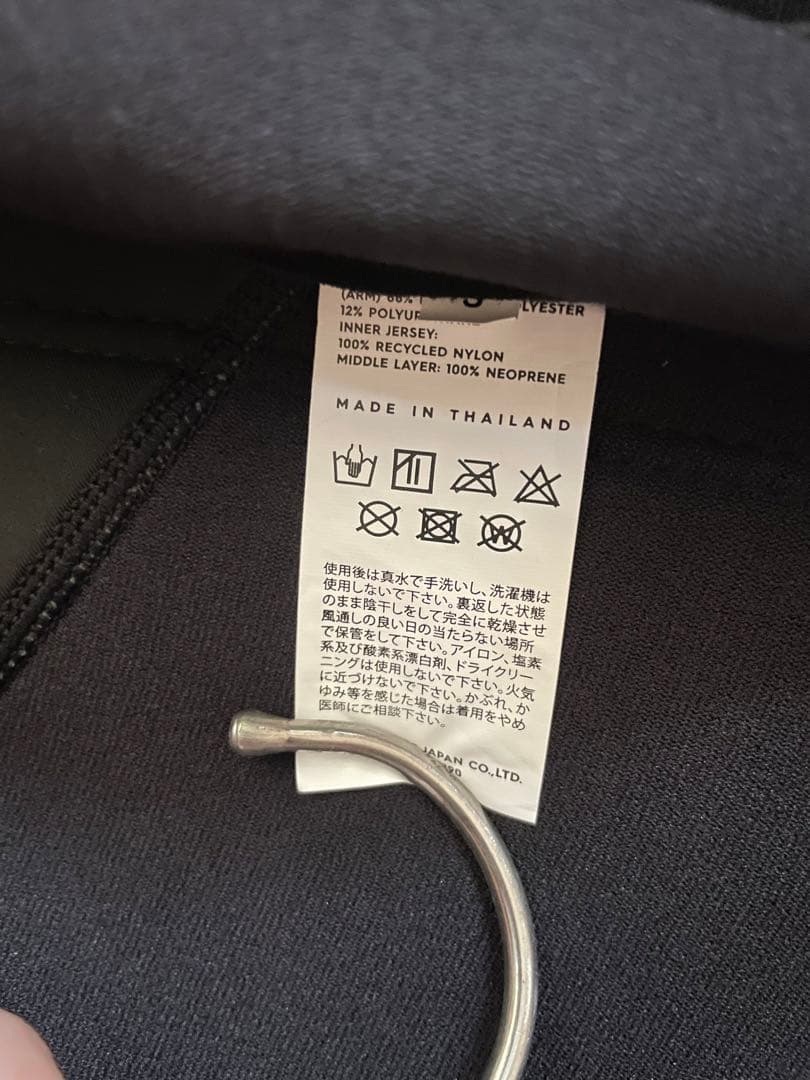 (ARM) 88% LYESTER
12%
INNER JERSEY:
100% RECYCLED NYLON
MIDDLE LAYER: 100% NEOPRENE
MADE IN THAILAND
W
使用後は真水で手洗いし、洗濯機は
使用しないで下さい。裏返した状態
のまま陰干しをして完全に乾燥させ
風通しの良い日の当たらない場所
で保管をして下さい。アイロン、塩素
系及び酸素系漂白剤、ドライクリー
ニングは使用しないで下さい。火気
に近づけないで下さい。かぶれ、か
ゆみ等を感じた場合は着用をやめ
医師にご相談下さい。
JAPAN CO.,LTD.